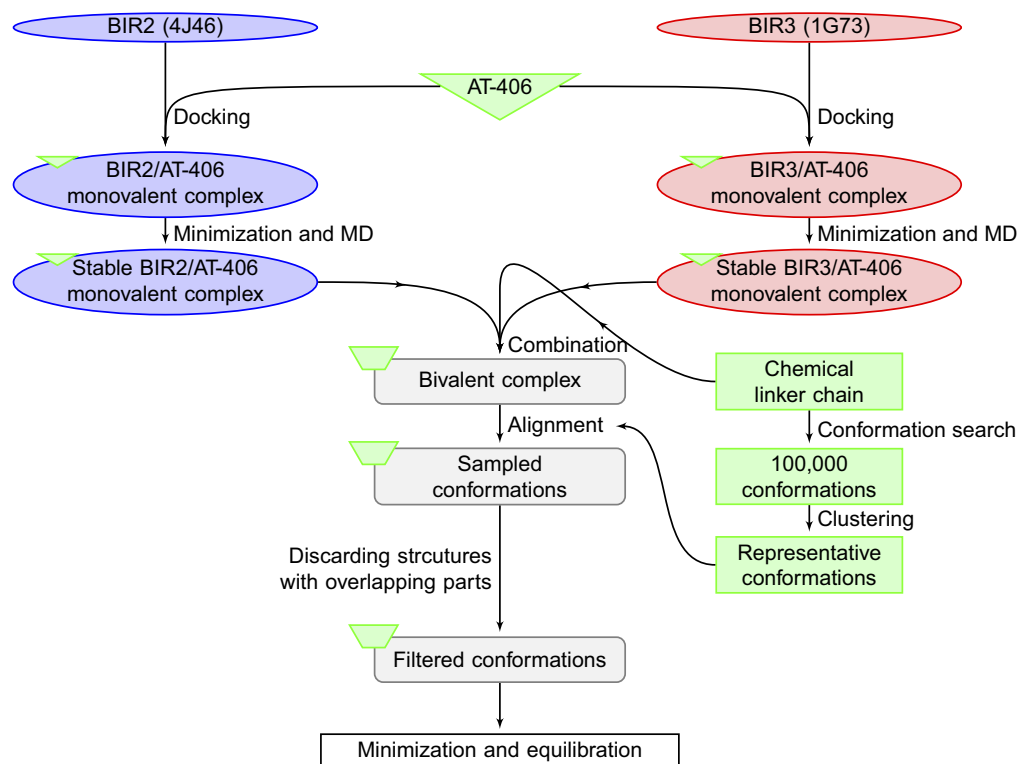 BIR2 (4J46)
BIR3 (1G73)
AT-406
Docking
Docking
BIR2/AT-406
monovalent complex
BIR3/AT-406
monovalent complex
Minimization and MD
Minimization and MD
Stable BIR2/AT-406
monovalent complex
Stable BIR3/AT-406
monovalent complex
Combination
Bivalent complex
Chemical
linker chain
Alignment
Conformation search
Sampled
conformations
100,000
conformations
Clustering
Discarding strcutures
with overlapping parts
Representative
conformations
Filtered conformations
Minimization and equilibration